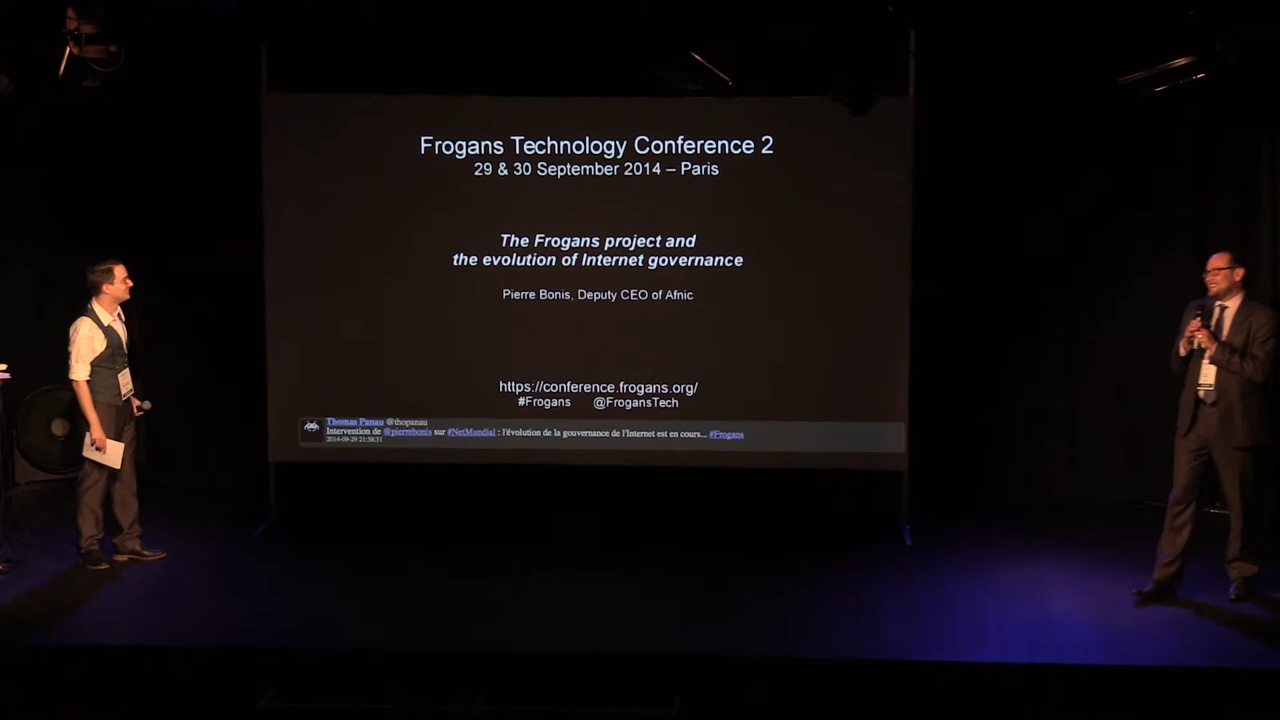 Frogans Technology Conference 2
29 & 30 September 2014 – Paris
The Frogans project and
the evolution of Internet governance
Pierre Bonis, Deputy CEO of Afnic
https://conference.frogans.org/
#Frogans @FrogansTech
Thomas Panau @thopanau
Intervention de @pierrebonis sur #NetMundial : l'évolution de la gouvernance de l'Internet est en cours... #Frogans
2014-09-29 21:58:31